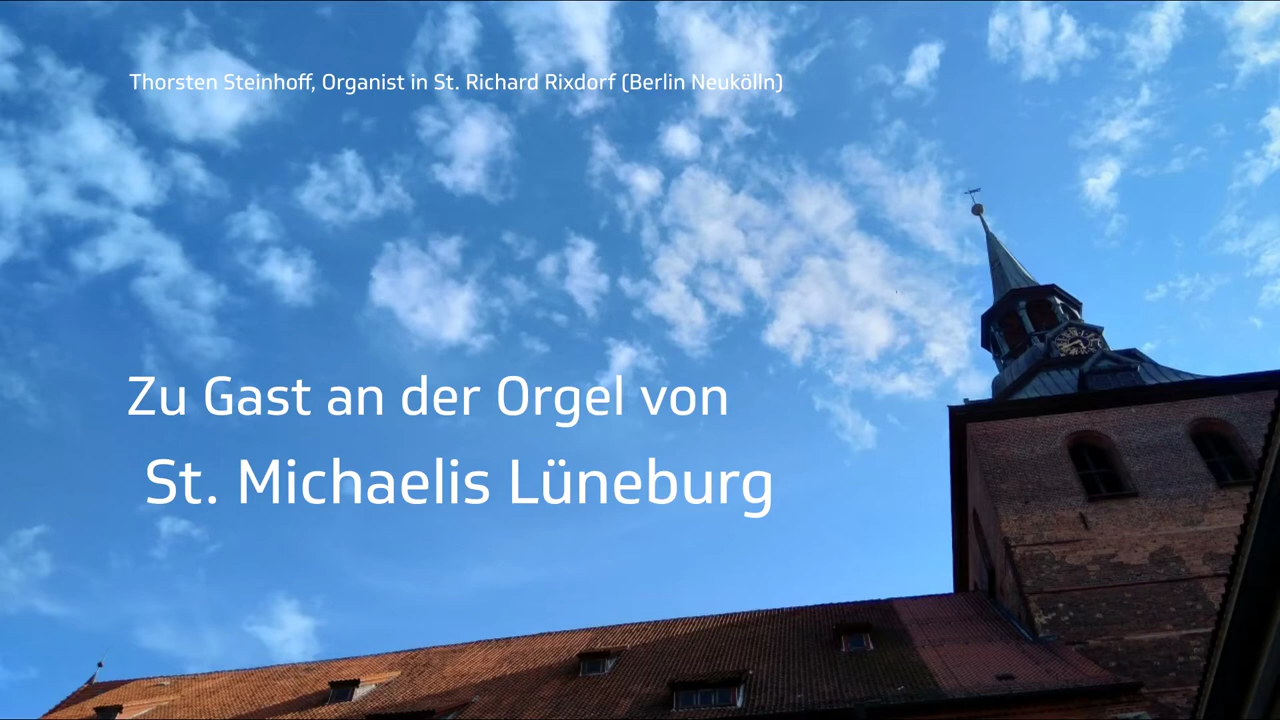 Thorsten Steinhoff, Organist in St. Richard Rixdorf (Berlin Neukölln)
Zu Gast an der Orgel von
St. Michaelis Lüneburg